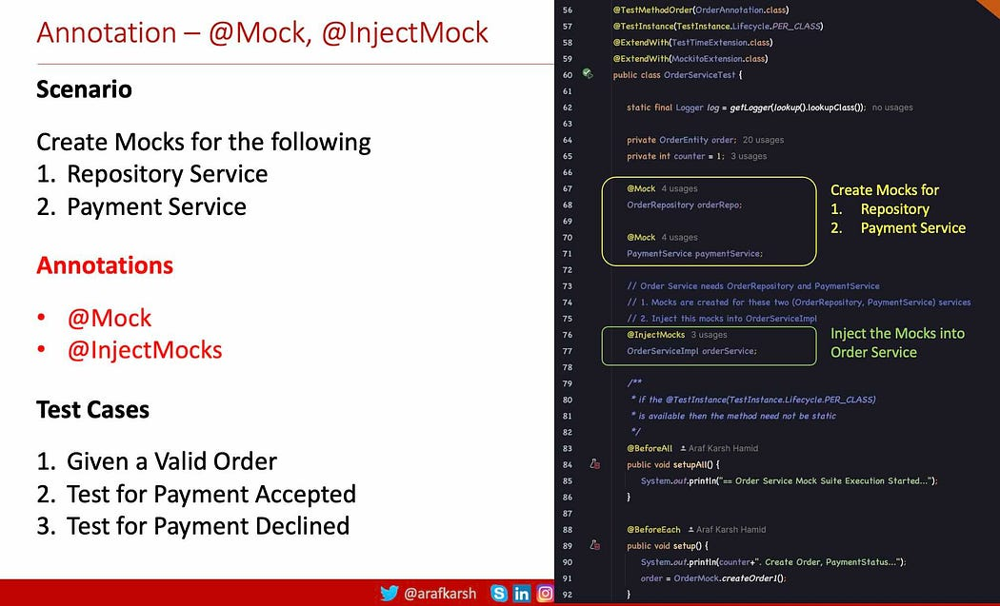 Annotation – @Mock, @InjectMock
Scenario
Create Mocks for the following
1. Repository Service
2. Payment Service
Annotations
• @Mock
• @InjectMocks
Test Cases
1. Given a Valid Order
2. Test for Payment Accepted
3. Test for Payment Declined
@arafkarsh
56 @TestMethodOrder(OrderAnnotation.class)
57 @TestInstance(TestInstance.Lifecycle.PER_CLASS)
58 @ExtendWith(TestTimeExtension.class)
59 @ExtendWith(MockitoExtension.class)
60 public class OrderServiceTest {
61
62 static final Logger log = getLogger(lookup().lookupClass()); no usages
63
64 private OrderEntity order; 20 usages
65 private int counter = 1; 3 usages
66
67 @Mock 4 usages
68 OrderRepository orderRepo;
69
70 @Mock 4 usages
71 PaymentService paymentService;
72
73 // Order Service needs OrderRepository and PaymentService
74 // 1. Mocks are created for these two (OrderRepository, PaymentService) services
75 // 2. Inject this mocks into OrderServiceImpl
76 @InjectMocks 3 usages
77 OrderServiceImpl orderService;
78
79 /**
80 * if the @TestInstance(TestInstance.Lifecycle.PER_CLASS)
81 * is available then the method need not be static
82 */
83 @BeforeAll Araf Karsh Hamid
84 public void setupAll() {
85 System.out.println("== Order Service Mock Suite Execution Started...");
86 }
87
88 @BeforeEach Araf Karsh Hamid
89 public void setup() {
90 System.out.println(counter+". Create Order, PaymentStatus...");
91 order = OrderMock.createOrder1();
92 }
Create Mocks for
1. Repository
2. Payment Service
Inject the Mocks into
Order Service